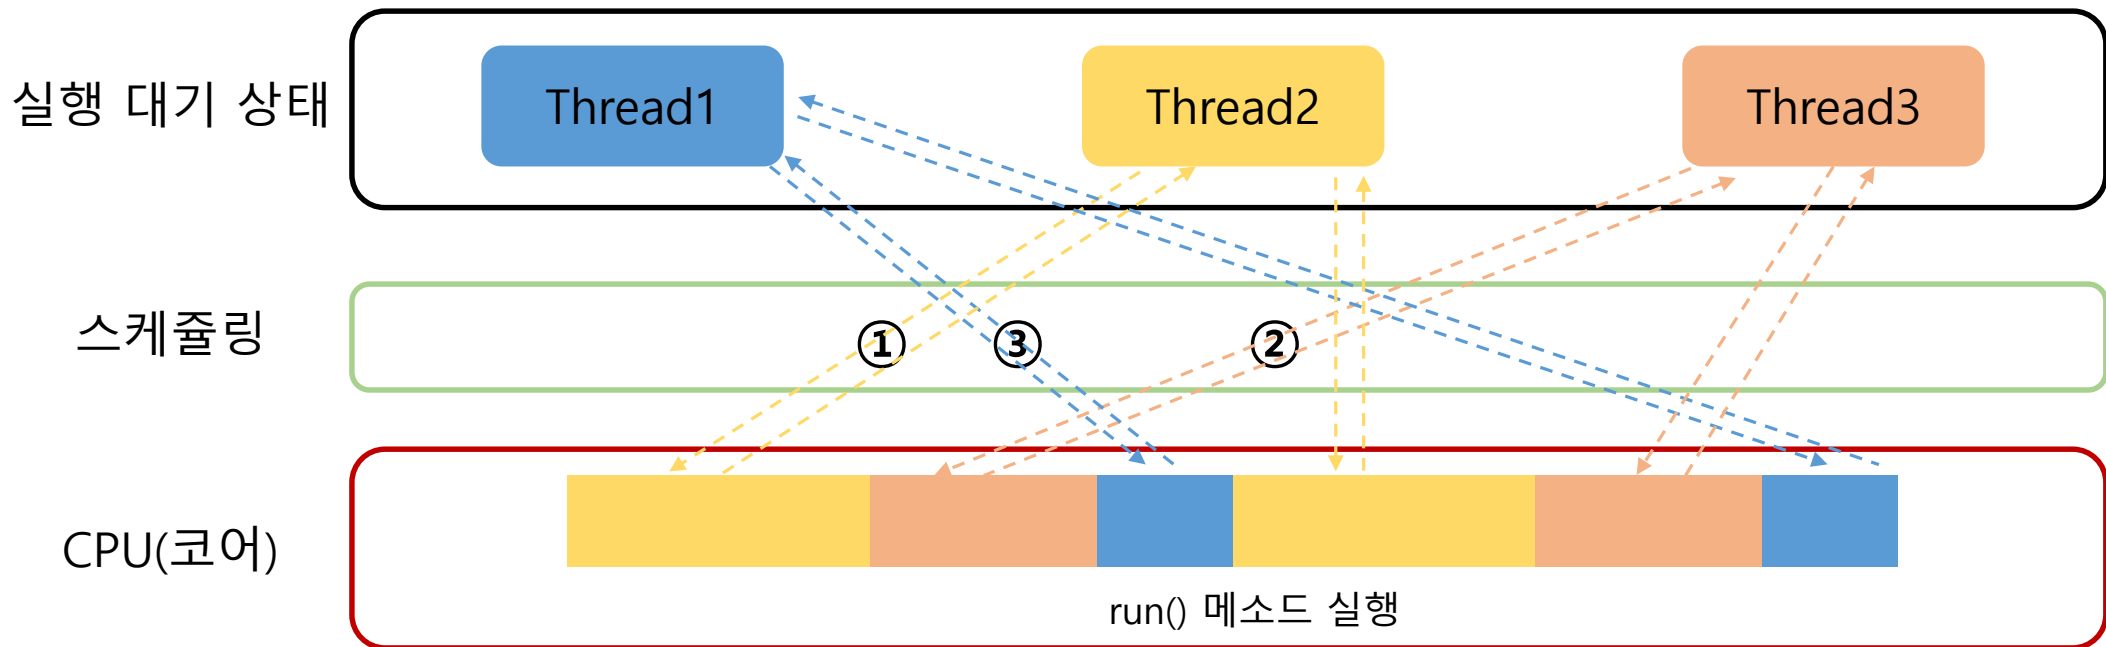 실행 대기 상태
Thread1
Thread2
Thread3
스케쥴링
① ③ ②
CPU(코어)
run() 메소드 실행